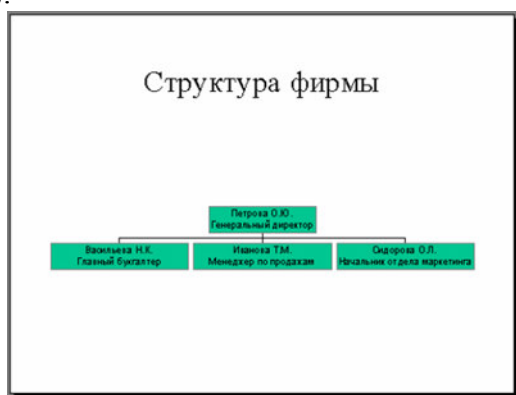 Структура фирмы
Петрова О.Ю.
Генеральный директор
Васильева Н.К.
Главный бухгалтер
Иванова Т.М.
Менеджер по продажам
Сидорова О.Л.
Начальник отдела маркетинга